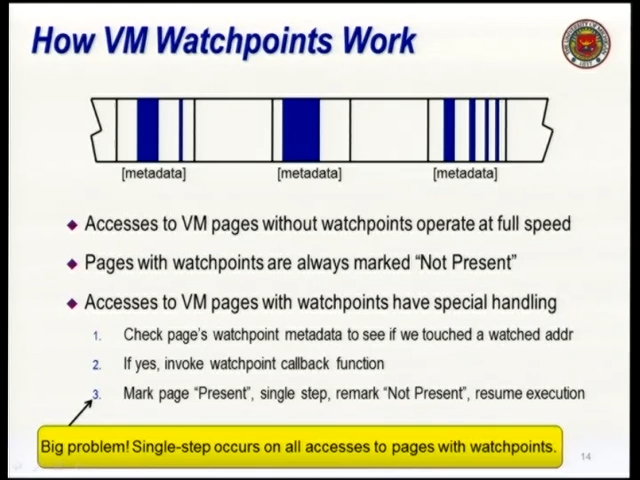 How VM Watchpoints Work
[metadata] [metadata] [metadata]
Accesses to VM pages without watchpoints operate at full speed
Pages with watchpoints are always marked “Not Present”
Accesses to VM pages with watchpoints have special handling
1. Check page’s watchpoint metadata to see if we touched a watched addr
2. If yes, invoke watchpoint callback function
3. Mark page “Present”, single step, remark “Not Present”, resume execution
Big problem! Single-step occurs on all accesses to pages with watchpoints.
14